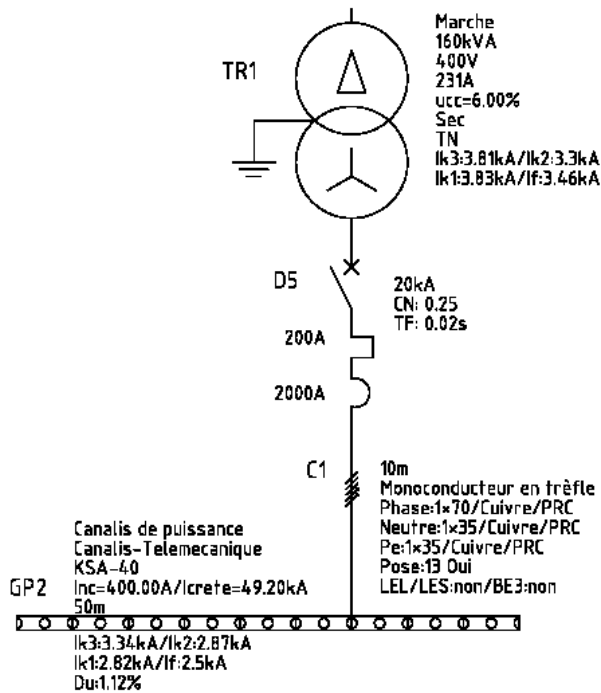 Marche
160kVA
400V
231A
ucc=6.00%
Sec
TN
Ik3:3.81kA/Ik2:3.3kA
Ik1:3.83kA/If:3.46kA
TR1
D5
20kA
CN: 0.25
TF: 0.02s
200A
2000A
C1
10m
Monoconducteur en trèfle
Phase:1×70/Cuivre/PRC
Neutre:1×35/Cuivre/PRC
Pe:1×35/Cuivre/PRC
Pose:13 Oui
LEL/LES:non/BE3:non
Canalis de puissance
Canalis-Telemecanique
KSA-40
Inc=400.00A/Icrete=49.20kA
50m
GP2
Ik3:3.34kA/Ik2:2.87kA
Ik1:2.82kA/If:2.5kA
Du:1.12%